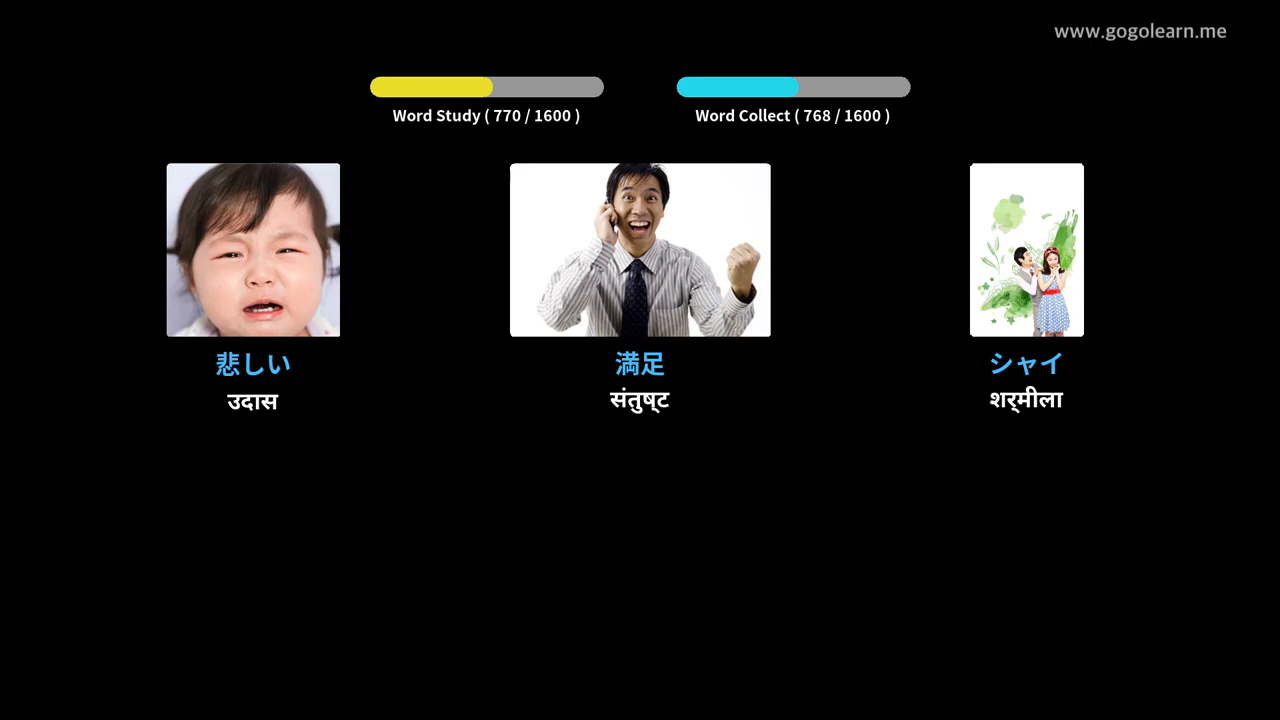 www.gogolearn.me
Word Study ( 770 / 1600 )
Word Collect ( 768 / 1600 )
悲しい
満足
シャイ
उदास
संतुष्ट
शर्मीला